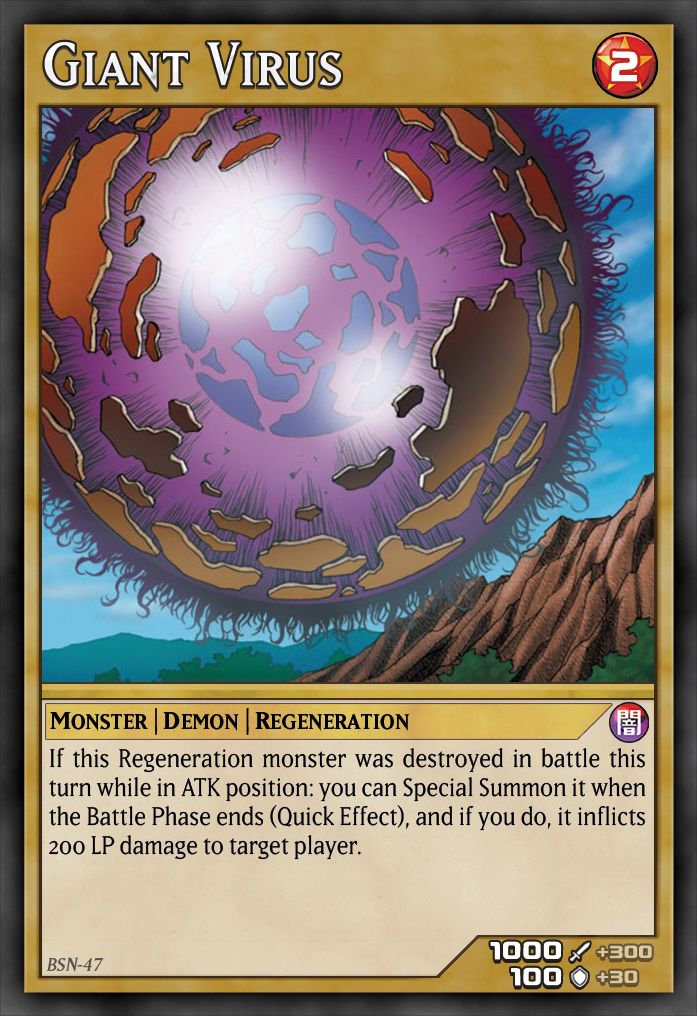 Giant Virus
2
Monster | Demon | Regeneration
闇
If this Regeneration monster was destroyed in battle this
turn while in ATK position: you can Special Summon it when
the Battle Phase ends (Quick Effect), and if you do, it inflicts
200 LP damage to target player.
1000 +300
BSN-47
100 +30